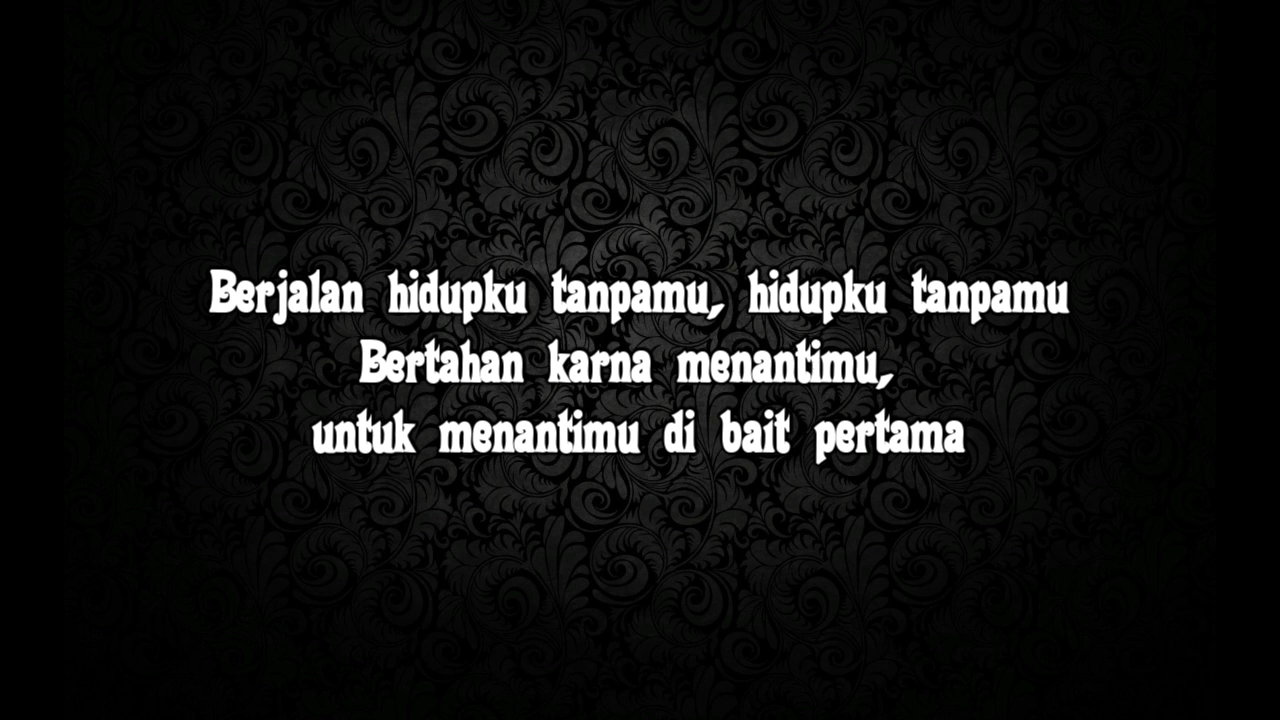 Berjalan hidupku tanpamu, hidupku tanpamu
Bertahan karna menantimu,
untuk menantimu di bait pertama